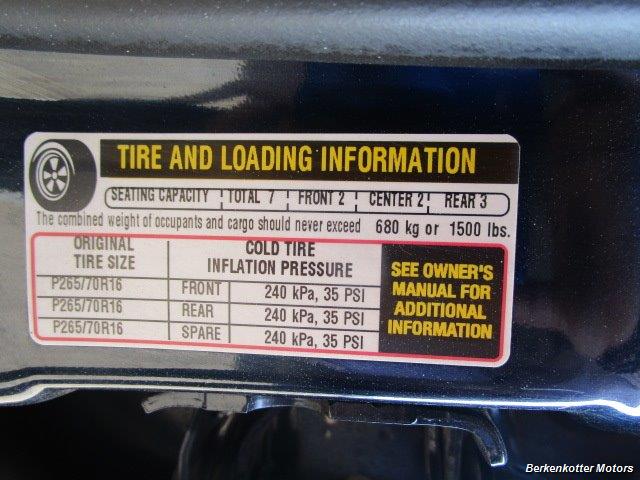 TIRE AND LOADING INFORMATION
SEATING CAPACITY TOTAL 7 FRONT 2 CENTER 2 REAR 3
The combined weight of occupants and cargo should never exceed 680 kg or 1500 lbs.
ORIGINAL TIRE SIZE
COLD TIRE INFLATION PRESSURE
P265/70R16 FRONT 240 kPa, 35 PSI
P265/70R16 REAR 240 kPa, 35 PSI
P265/70R16 SPARE 240 kPa, 35 PSI
SEE OWNER'S
MANUAL FOR
ADDITIONAL
INFORMATION
Berkenkotter Motors